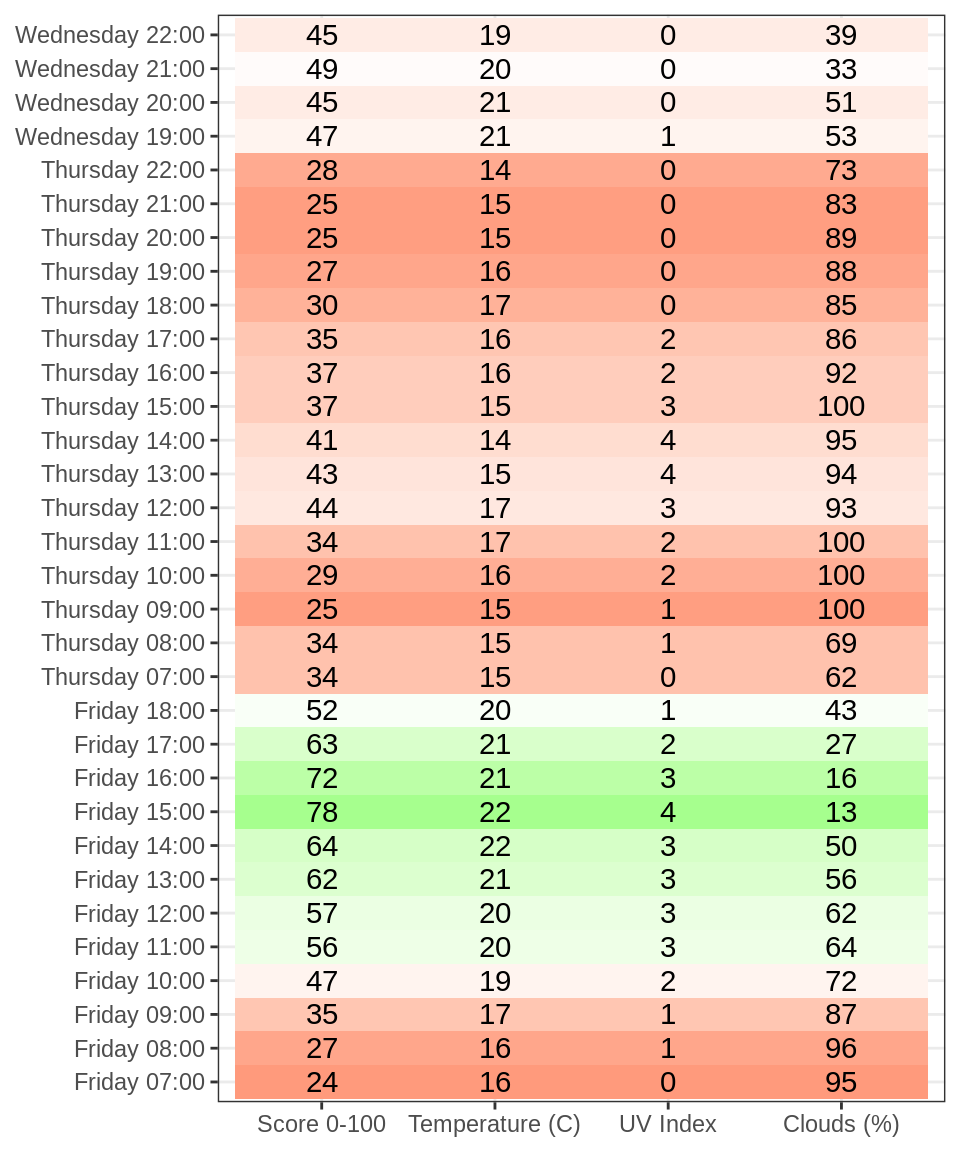 Wednesday 22:00 45 19 0 39
Wednesday 21:00 49 20 0 33
Wednesday 20:00 45 21 0 51
Wednesday 19:00 47 21 1 53
Thursday 22:00 28 14 0 73
Thursday 21:00 25 15 0 83
Thursday 20:00 25 15 0 89
Thursday 19:00 27 16 0 88
Thursday 18:00 30 17 0 85
Thursday 17:00 35 16 2 86
Thursday 16:00 37 16 2 92
Thursday 15:00 37 15 3 100
Thursday 14:00 41 14 4 95
Thursday 13:00 43 15 4 94
Thursday 12:00 44 17 3 93
Thursday 11:00 34 17 2 100
Thursday 10:00 29 16 2 100
Thursday 09:00 25 15 1 100
Thursday 08:00 34 15 1 69
Thursday 07:00 34 15 0 62
Friday 18:00 52 20 1 43
Friday 17:00 63 21 2 27
Friday 16:00 72 21 3 16
Friday 15:00 78 22 4 13
Friday 14:00 64 22 3 50
Friday 13:00 62 21 3 56
Friday 12:00 57 20 3 62
Friday 11:00 56 20 3 64
Friday 10:00 47 19 2 72
Friday 09:00 35 17 1 87
Friday 08:00 27 16 1 96
Friday 07:00 24 16 0 95
Score 0-100 Temperature (C) UV Index Clouds (%)